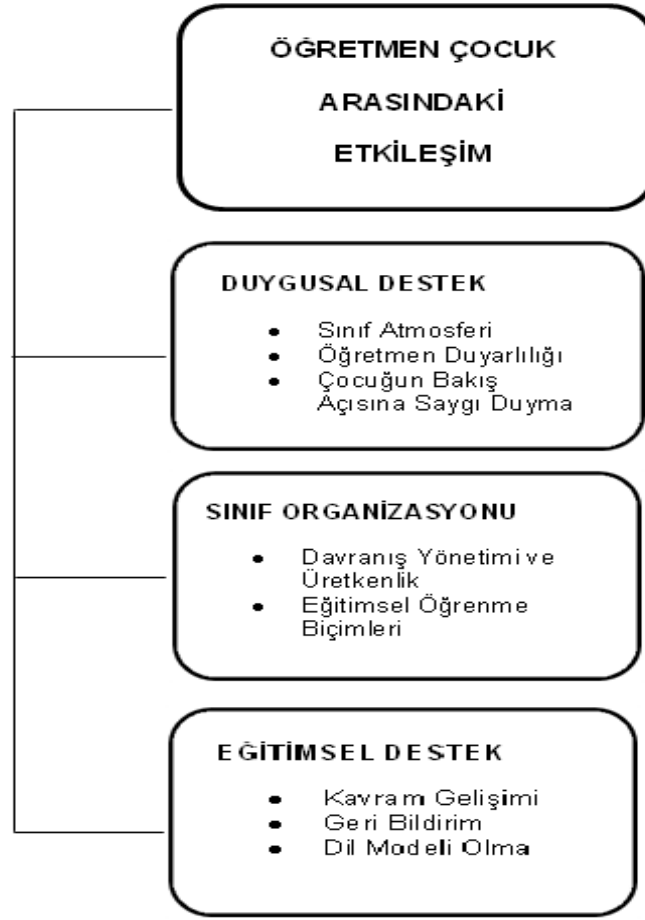 ÖĞRETMEN ÇOCUK
ARASINDAKİ
ETKİLEŞİM
DUYGUSAL DESTEK
• Sınıf Atmosferi
• Öğretmen Duyarlılığı
• Çocuğun Bakış
Açısına Saygı Duyma
SINIF ORGANİZASYONU
• Davranış Yönetimi ve
Üretkenlik
• Eğitimsel Öğrenme
Biçimleri
EĞİTİMSEL DESTEK
• Kavram Gelişimi
• Geri Bildirim
• Dil Modeli Olma